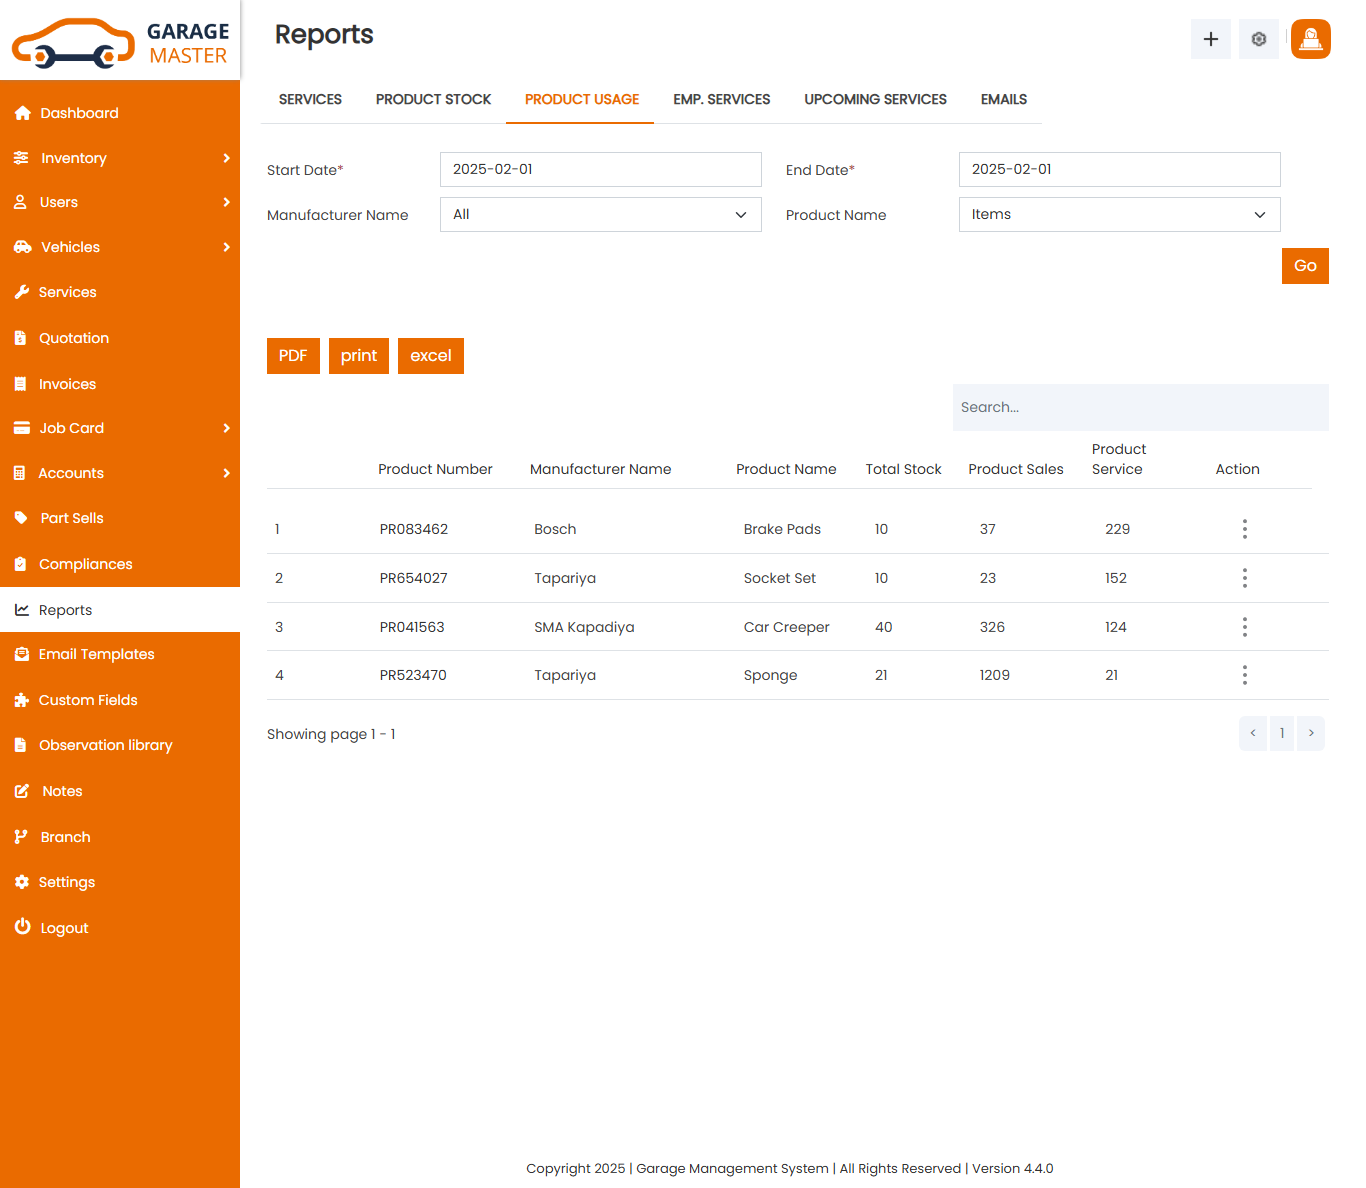 GARAGE
MASTER
Reports
Dashboard
Inventory
Users
Vehicles
Services
Quotation
Invoices
Job Card
Accounts
Part Sells
Compliances
Reports
Email Templates
Custom Fields
Observation library
Notes
Branch
Settings
Logout
SERVICES PRODUCT STOCK PRODUCT USAGE EMP. SERVICES UPCOMING SERVICES EMAILS
Start Date* 2025-02-01 End Date* 2025-02-01
Manufacturer Name All Product Name Items
Go
PDF print excel
Search...
Product Number Manufacturer Name Product Name Total Stock Product Sales Product Service Action
1 PR083462 Bosch Brake Pads 10 37 229
2 PR654027 Tapariya Socket Set 10 23 152
3 PR041563 SMA Kapadiya Car Creeper 40 326 124
4 PR523470 Tapariya Sponge 21 1209 21
Showing page 1 - 1 < 1 >
Copyright 2025 | Garage Management System | All Rights Reserved | Version 4.4.0